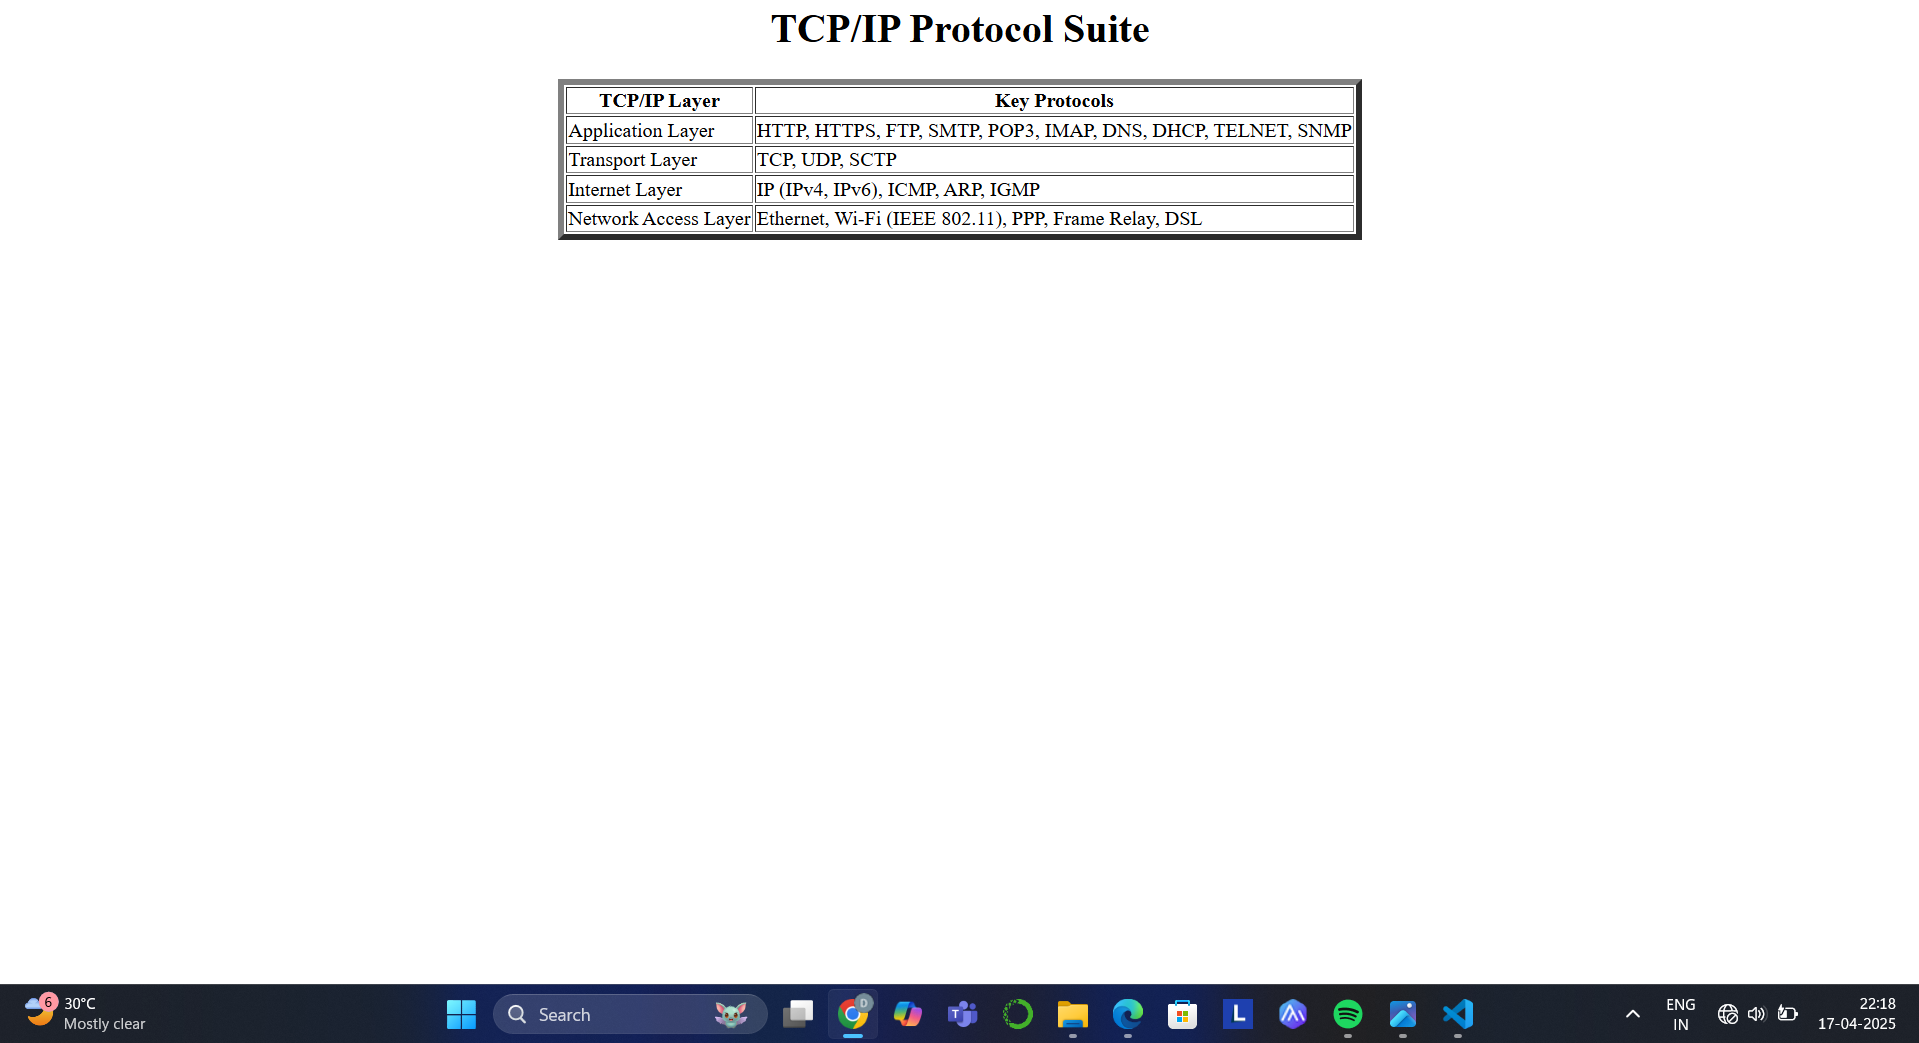 TCP/IP Protocol Suite
TCP/IP Layer Key Protocols
Application Layer HTTP, HTTPS, FTP, SMTP, POP3, IMAP, DNS, DHCP, TELNET, SNMP
Transport Layer TCP, UDP, SCTP
Internet Layer IP (IPv4, IPv6), ICMP, ARP, IGMP
Network Access Layer Ethernet, Wi-Fi (IEEE 802.11), PPP, Frame Relay, DSL
6
30°C
Mostly clear
Search
D
T
L
ENG
IN
22:18
17-04-2025